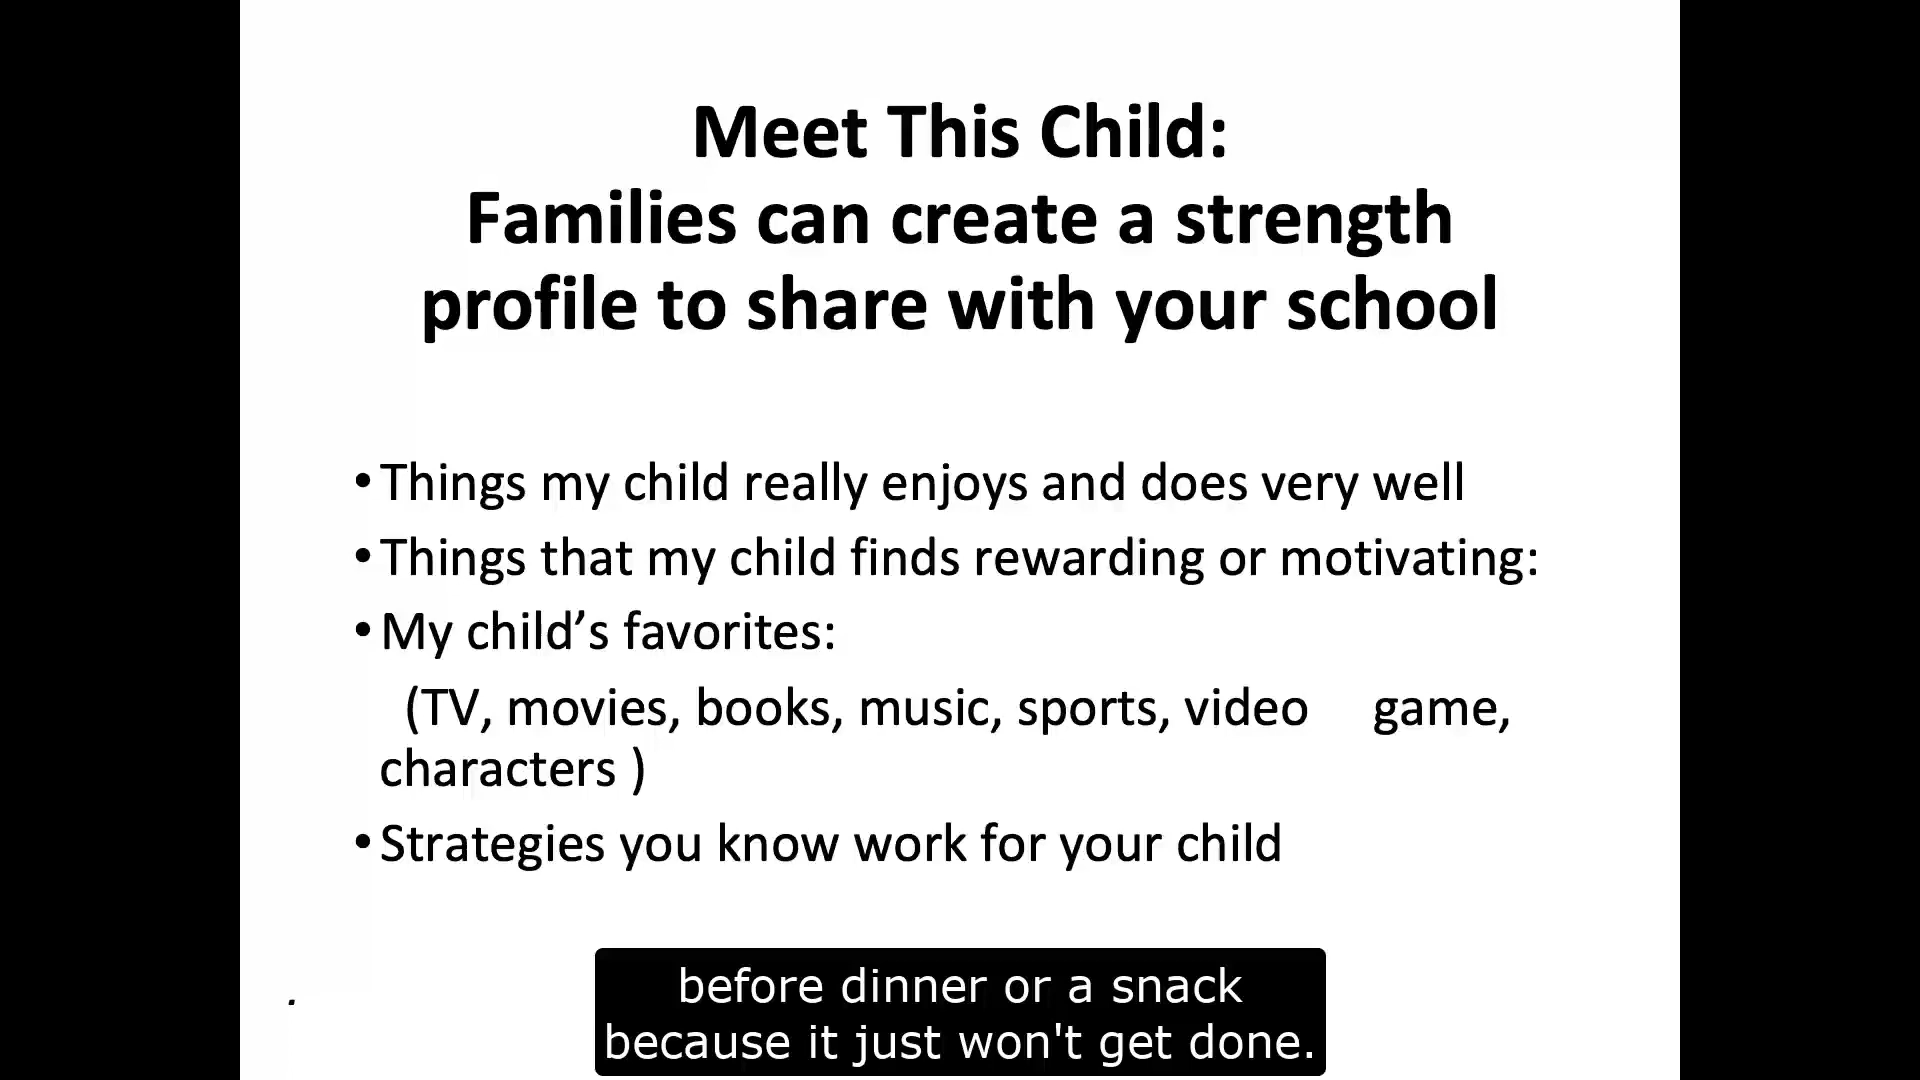 Meet This Child:
Families can create a strength
profile to share with your school
•Things my child really enjoys and does very well
•Things that my child finds rewarding or motivating:
•My child’s favorites:
(TV, movies, books, music, sports, video game,
characters )
•Strategies you know work for your child
.
before dinner or a snack
because it just won't get done.